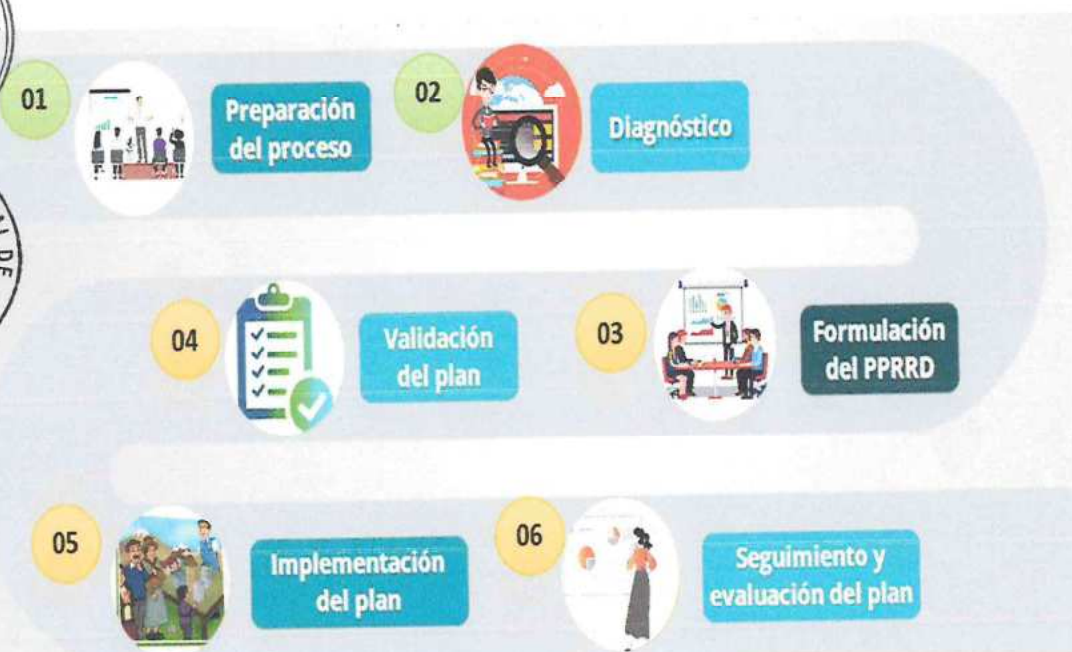 01
Preparación
del proceso
02
Diagnóstico
03
Formulación
del PPRRD
04
Validación
del plan
05
Implementación
del plan
06
Seguimiento y
evaluación del plan
DE